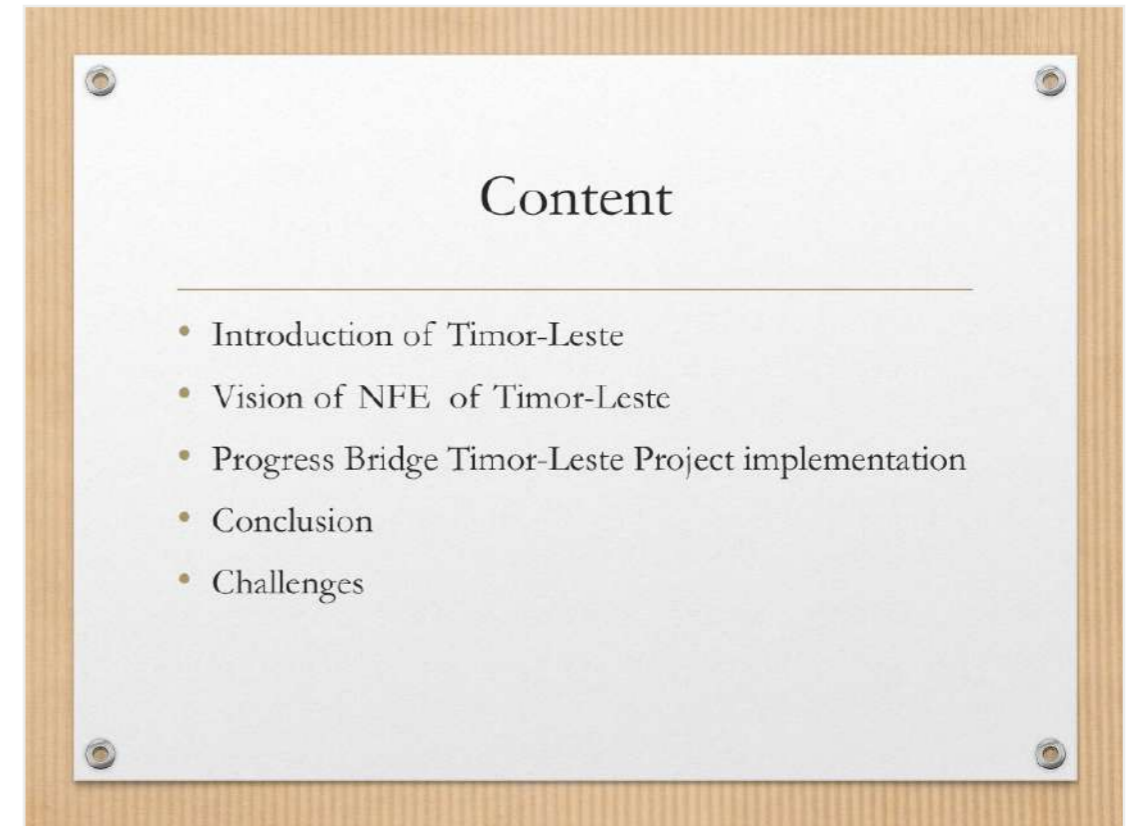 Content
Introduction of Timor-Leste
Vision of NFE of Timor-Leste
Progress Bridge Timor-Leste Project implementation
Conclusion
Challenges